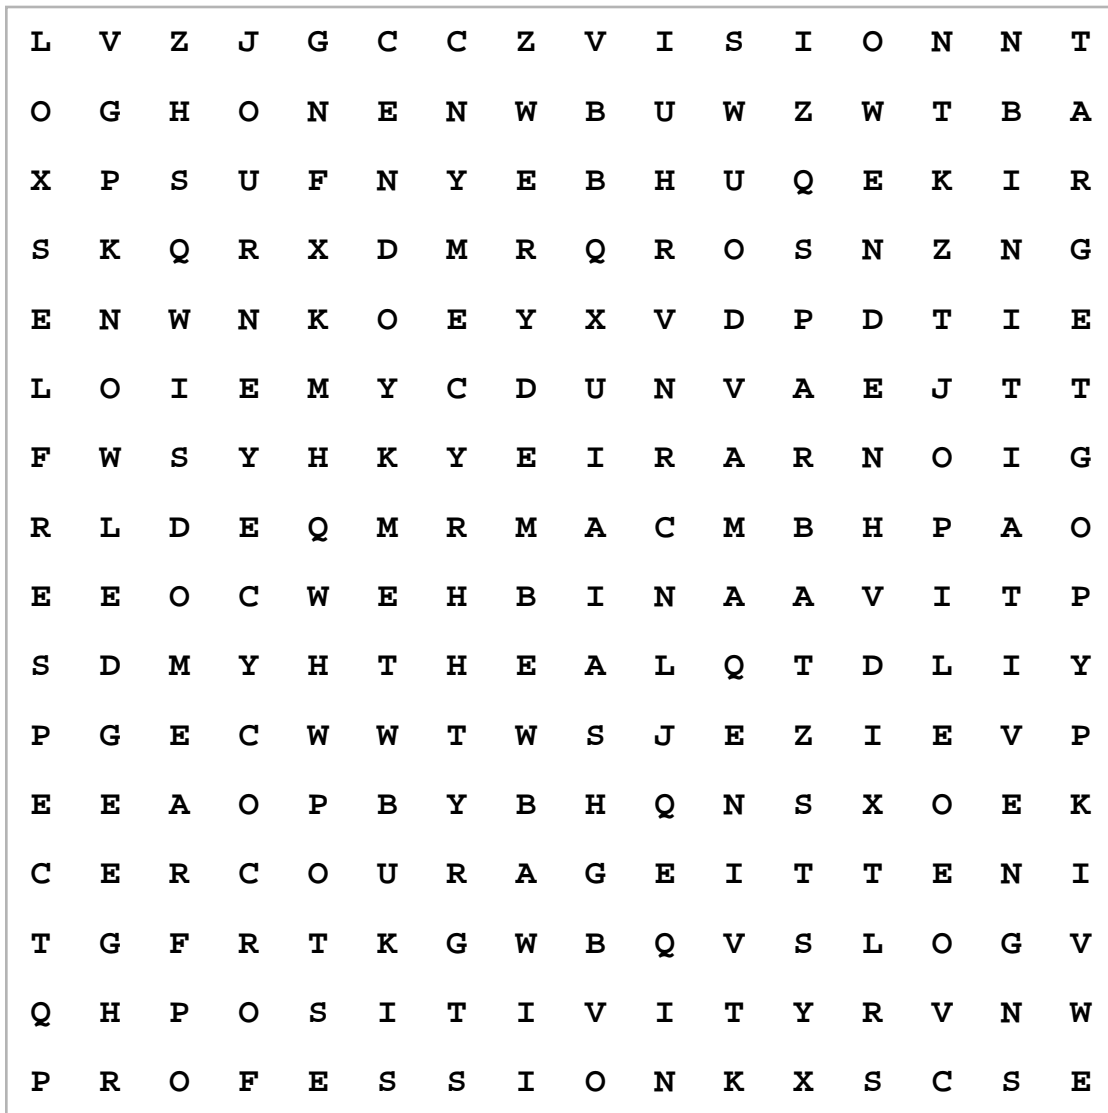 L V Z J G C C Z V I S I O N N T
O G H O N E N W B U W Z W T B A
X P S U F N Y E B H U Q E K I R
S K Q R X D M R Q R O S N Z N G
E N W N K O E Y X V D P D T I E
L O I E M Y C D U N V A E J T T
F W S Y H K Y E I R A R N O I G
R L D E Q M R M A C M B H P A O
E E O C W E H B I N A A V I T P
S D M Y H T H E A L Q T D L I Y
P G E C W W T W S J E Z I E V P
E E A O P B Y B H Q N S X O E K
C E R C O U R A G E I T T E N I
T G F R T K G W B Q V S L O G V
Q H P O S I T I V I T Y R V N W
P R O F E S S I O N K X S C S E